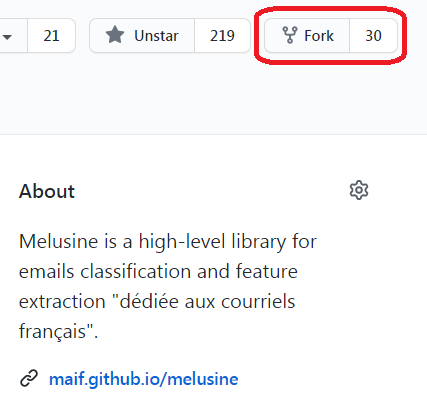 21 Unstar 219 Fork 30
About
Melusine is a high-level library for
emails classification and feature
extraction "dédiée aux courriels
français".
maif.github.io/melusine